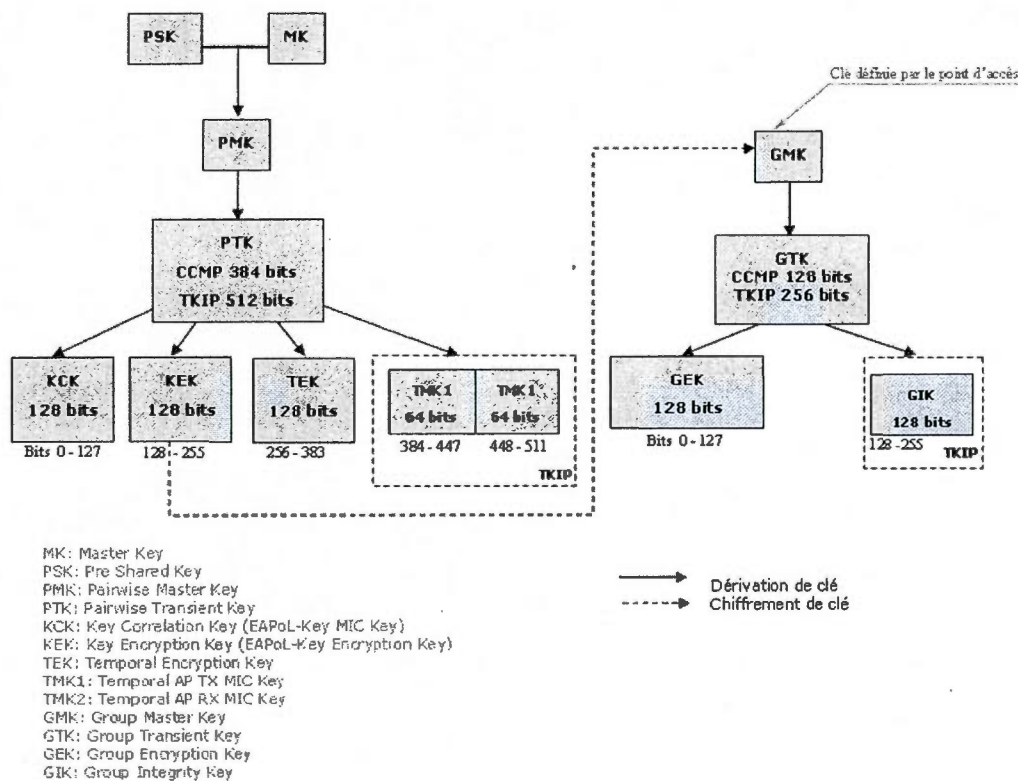 PSK
MK
Clé définie par le point d'accès
PMK
GMK
PTK
CCMP 384 bits
TKIP 512 bits
GTK
CCMP 128 bits
TKIP 256 bits
KCK
128 bits
Bits 0 - 127
KEK
128 bits
128 - 255
TEK
128 bits
256 - 383
TMK1
64 bits
384 - 447
TMK1
64 bits
448 - 511
TKIP
GEK
128 bits
Bits 0 - 127
GIK
128 bits
128 - 255
TKIP
MK: Master Key
PSK: Pre Shared Key
PMK: Pairwise Master Key
PTK: Pairwise Transient Key
KCK: Key Correlation Key (EAPoL-Key MIC Key)
KEK: Key Encryption Key (EAPoL-Key Encryption Key)
TEK: Temporal Encryption Key
TMK1: Temporal AP TX MIC Key
TMK2: Temporal AP RX MIC Key
GMK: Group Master Key
GTK: Group Transient Key
GEK: Group Encryption Key
GIK: Group Integrity Key
Dérivation de clé
Chiffrement de clé